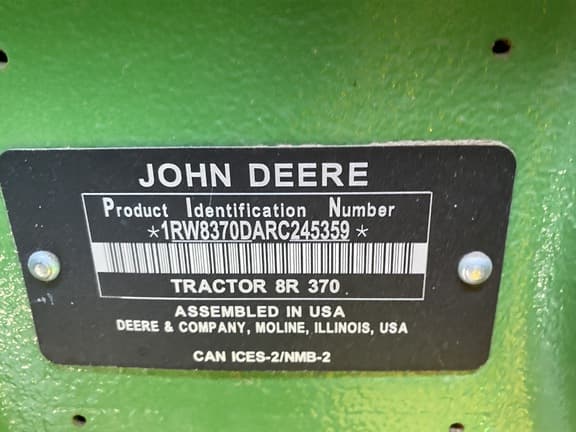 JOHN DEERE
Product Identification Number
*1RW8370DARC245359*
TRACTOR 8R 370
ASSEMBLED IN USA
DEERE & COMPANY, MOLINE, ILLINOIS, USA
CAN ICES-2/NMB-2